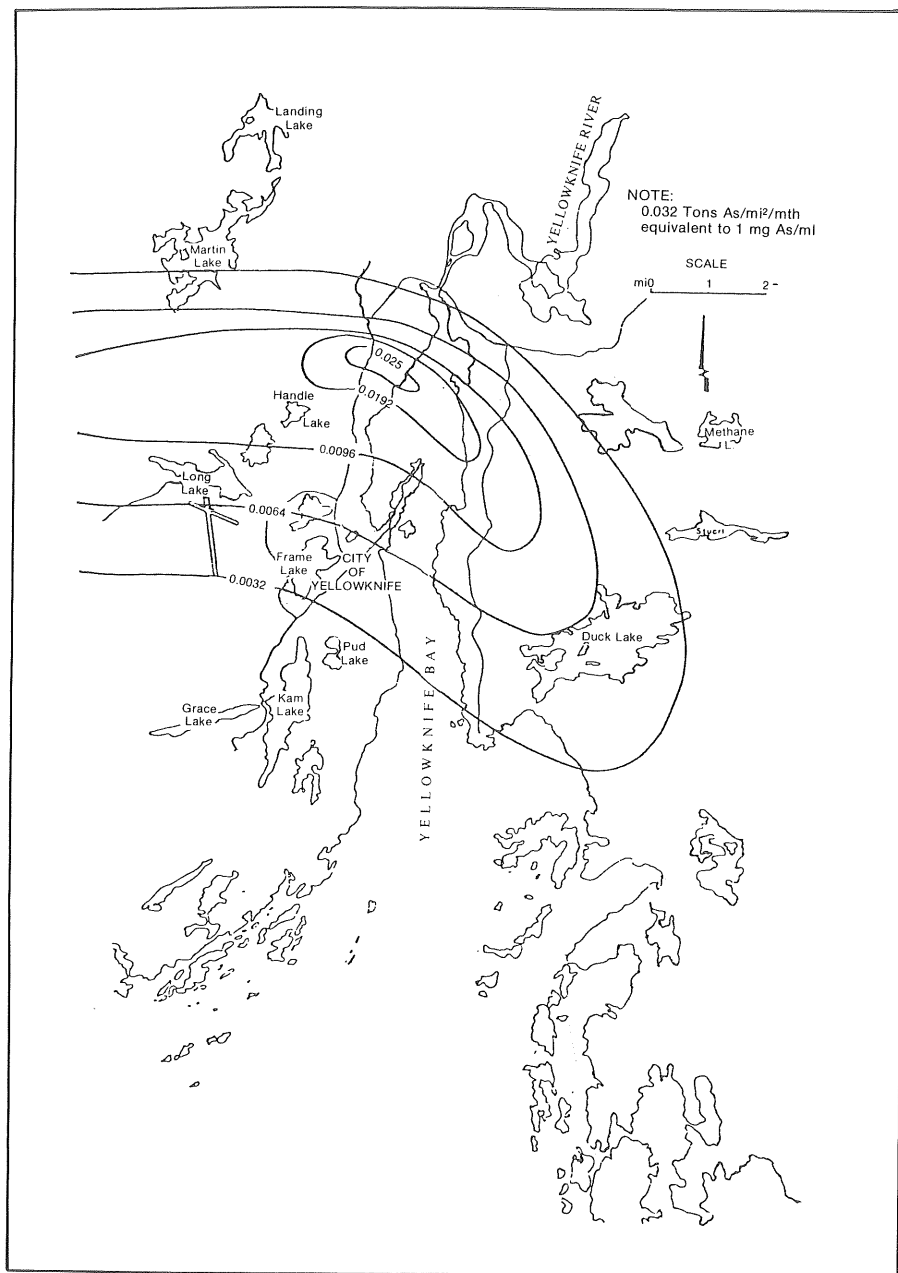 Landing
Lake
YELLOWKNIFE RIVER
NOTE:
0.032 Tons As/mi²/mth
equivalent to 1 mg As/ml
Martin
Lake
SCALE
mi0 1 2
0.025
0.0192
Handle
Lake
Methane
L.
0.0096
Long
Lake
0.0064
Frame
Lake
CITY
OF
YELLOWKNIFE
0.0032
Duck Lake
Pud
Lake
Grace
Lake
Kam
Lake
YELLOWKNIFE BAY